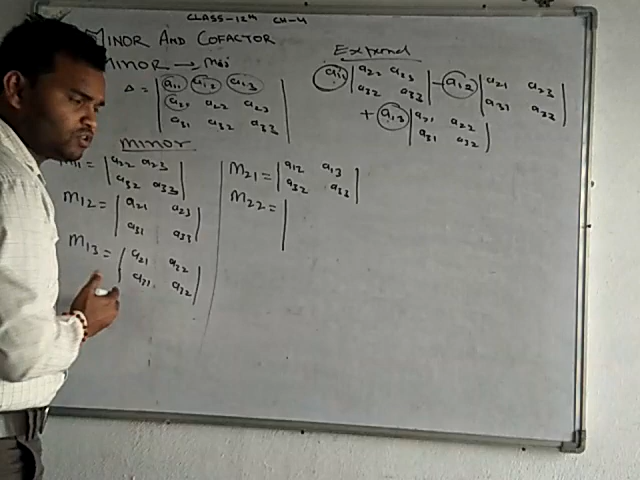 CLASS-12th CH-4
MINOR AND COFACTOR
MINOR → Mij
Δ = | a11 a12 a13 |
| a21 a22 a23 |
| a31 a32 a33 |
MINOR
M11 = | a22 a23 |
| a32 a33 |
M12 = | a21 a23 |
| a31 a33 |
M13 = | a21 a22 |
| a31 a32 |
M21 = | a12 a13 |
| a32 a33 |
M22 = |
a11 | a22 a23 | - a12 | a21 a23 |
| a32 a33 | | a31 a33 |
+ a13 | a21 a22 |
| a31 a32 |